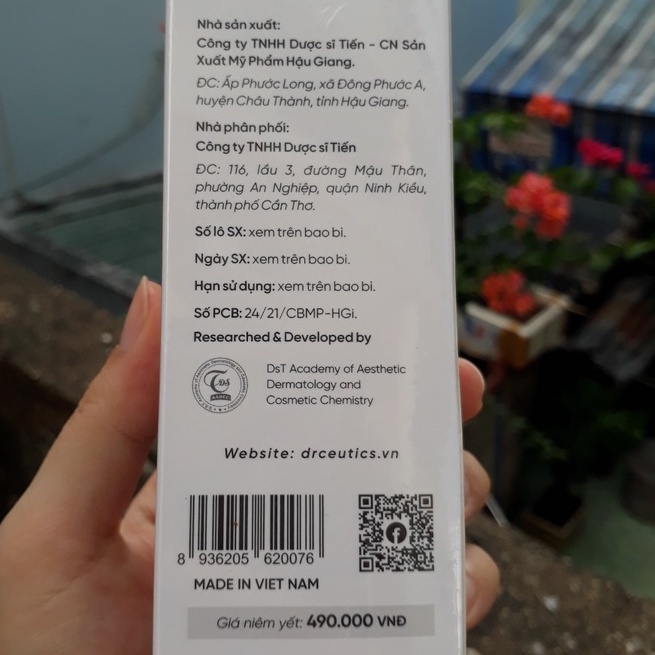 Nhà sản xuất:
Công ty TNHH Dược sĩ Tiến - CN Sản
Xuất Mỹ Phẩm Hậu Giang.
ĐC: Ấp Phước Long, xã Đông Phước A,
huyện Châu Thành, tỉnh Hậu Giang.
Nhà phân phối:
Công ty TNHH Dược sĩ Tiến
ĐC: 116, lầu 3, đường Mậu Thân,
phường An Nghiệp, quận Ninh Kiều,
thành phố Cần Thơ.
Số lô SX: xem trên bao bì.
Ngày SX: xem trên bao bì.
Hạn sử dụng: xem trên bao bì.
Số PCB: 24/21/CBMP-HGi.
Researched & Developed by
DsT Academy of Aesthetic
Dermatology and
Cosmetic Chemistry
Website: drceutics.vn
8 936205 620076
MADE IN VIET NAM
Giá niêm yết: 490.000 VNĐ